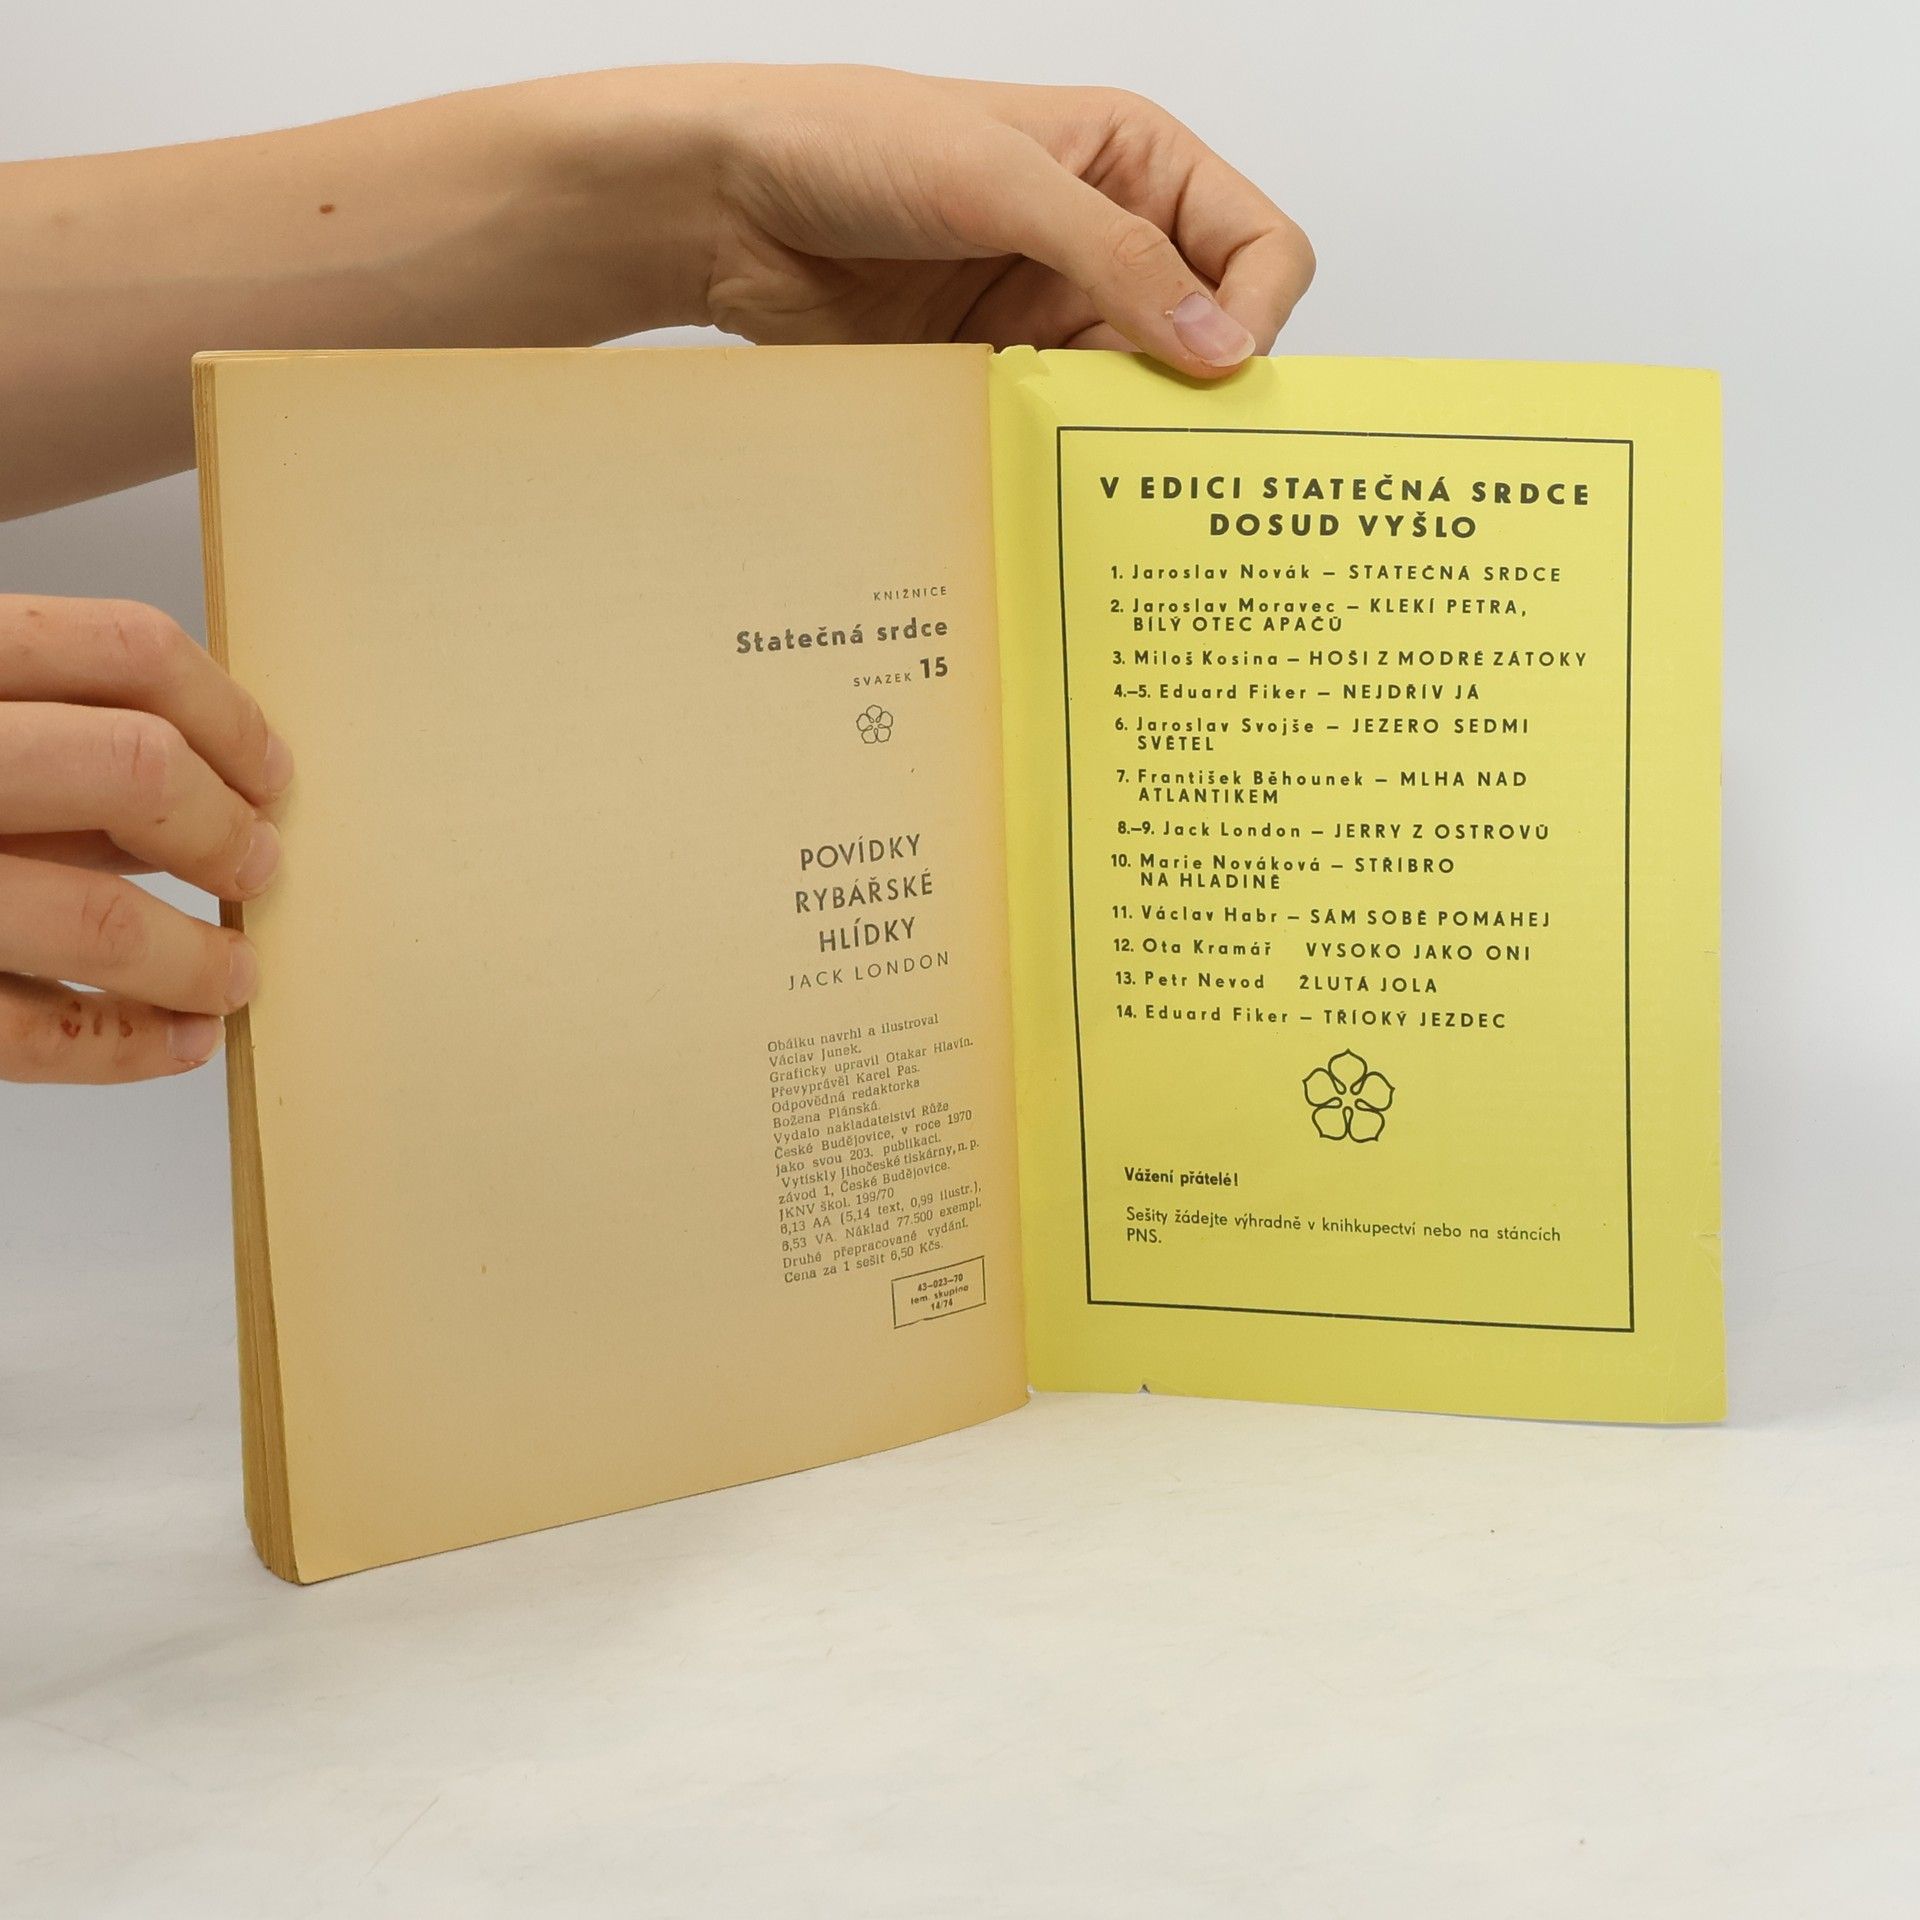 KNIŽNICE
Statečná srdce
SVAZEK 15
POVÍDKY
RYBÁŘSKÉ
HLÍDKY
JACK LONDON
Obálku navrhl a ilustroval
Václav Junek.
Graficky upravil Otakar Hlavín.
Převyprávěl Karel Pas.
Odpovědná redaktorka
Božena Plánská.
Vydalo nakladatelství Růže
České Budějovice, v roce 1970
jako svou 203. publikaci.
Vytiskly Jihočeské tiskárny, n. p.
závod 1, České Budějovice.
JKNV škol. 199/70
6,13 AA (5,14 text, 0,99 ilustr.),
6,53 VA. Náklad 77.500 exempl.
Druhé přepracované vydání.
Cena za 1 sešit 6,50 Kčs.
43—023—70
tem. skupina
14/74
V EDICI STATEČNÁ SRDCE
DOSUD VYŠLO
1. Jaroslav Novák — STATEČNÁ SRDCE
2. Jaroslav Moravec — KLEKÍ PETRA,
BÍLÝ OTEC APAČŮ
3. Miloš Kosina — HOŠI Z MODRÉ ZÁTOKY
4.—5. Eduard Fiker — NEJDŘÍV JÁ
6. Jaroslav Svojše — JEZERO SEDMI
SVĚTEL
7. František Běhounek — MLHA NAD
ATLANTIKEM
8.—9. Jack London — JERRY Z OSTROVŮ
10. Marie Nováková — STŘÍBRO
NA HLADINĚ
11. Václav Habr — SÁM SOBĚ POMÁHEJ
12. Ota Kramář VYSOKO JAKO ONI
13. Petr Nevod ŽLUTÁ JOLA
14. Eduard Fiker — TŘÍOKÝ JEZDEC
Vážení přátelé!
Sešity žádejte výhradně v knihkupectví nebo na stáncích
PNS.